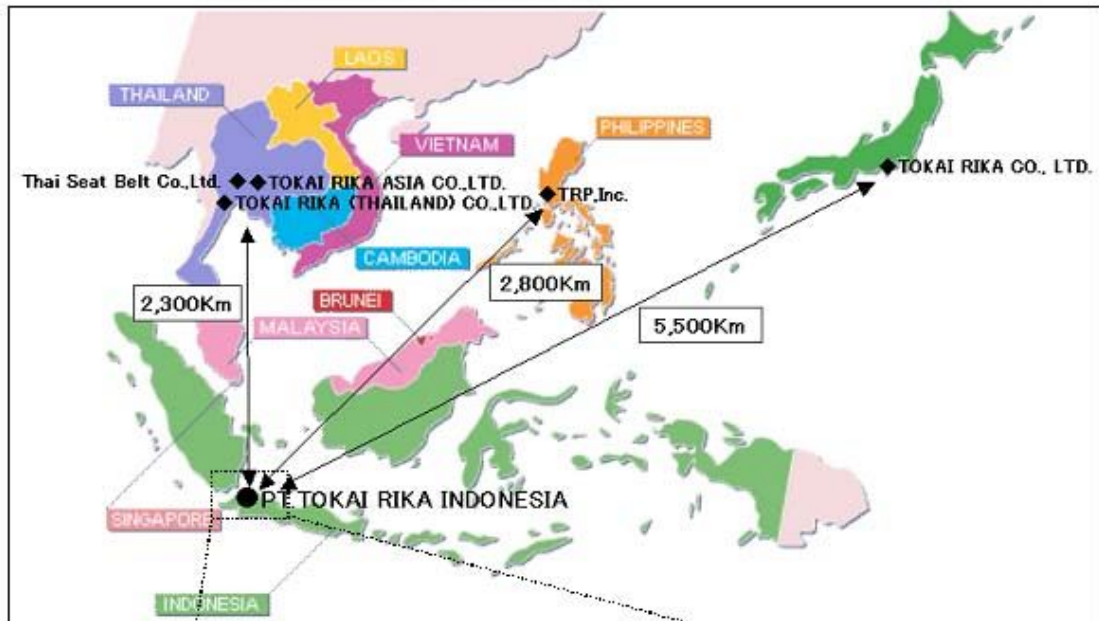 LAOS
THAILAND
PHILIPPINES
VIETNAM
TOKAI RIKA CO., LTD.
Thai Seat Belt Co.,Ltd.
TOKAI RIKA ASIA CO.,LTD.
TRP,Inc.
TOKAI RIKA (THAILAND) CO.,LTD.
CAMBODIA
2,800Km
2,300Km
BRUNEI
5,500Km
MALAYSIA
PT TOKAI RIKA INDONESIA
SINGAPORE
INDONESIA